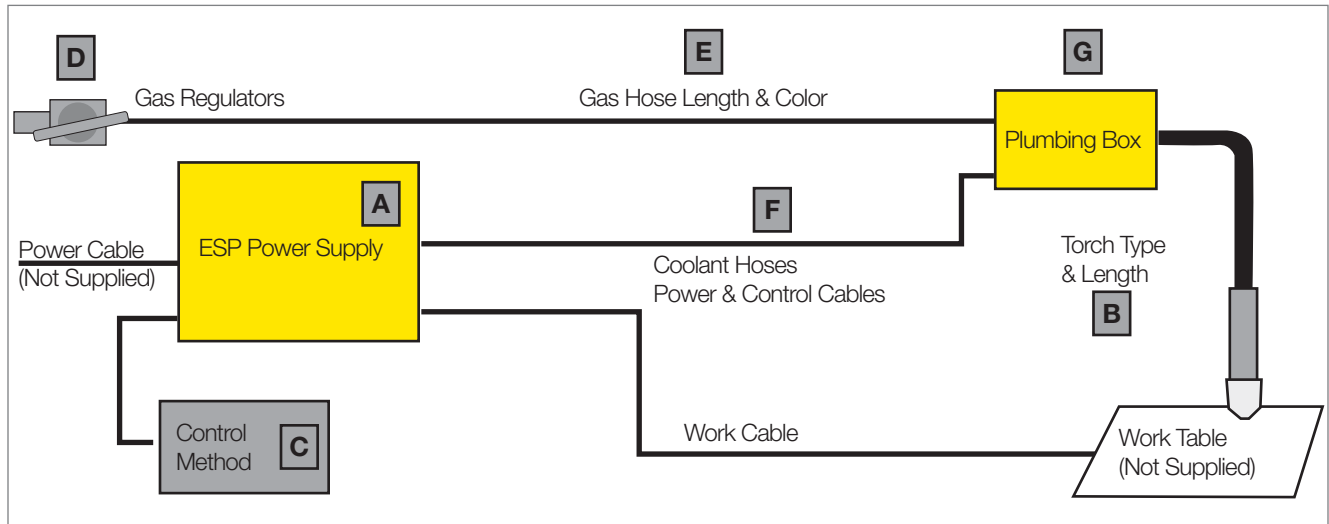 D
E
G
Gas Regulators
Gas Hose Length & Color
Plumbing Box
A
F
ESP Power Supply
Power Cable
(Not Supplied)
Coolant Hoses
Power & Control Cables
Torch Type
& Length
B
Control
Method
C
Work Cable
Work Table
(Not Supplied)